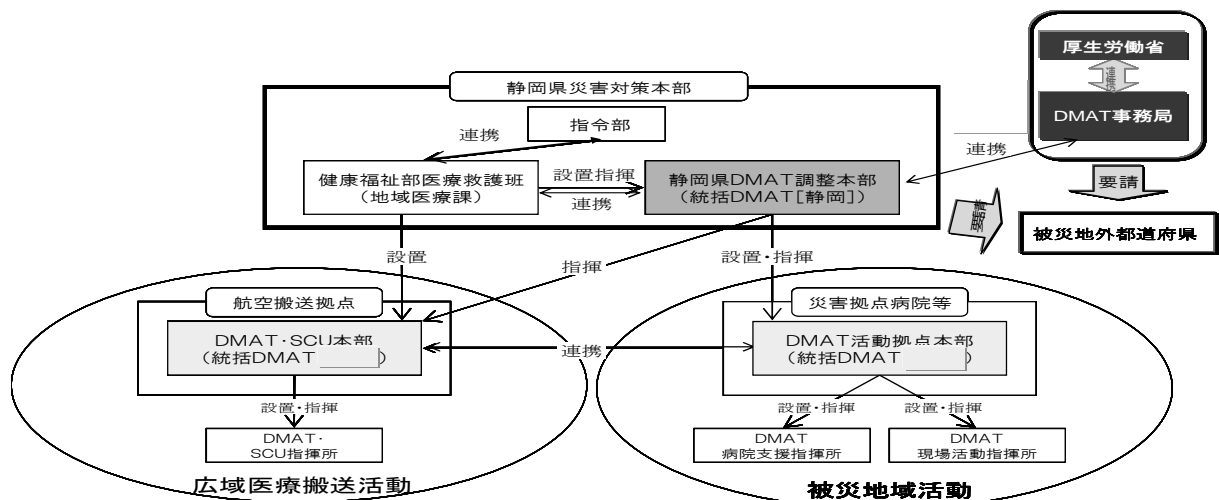 厚生労働省
連携
DMAT事務局
連携
要請
被災地外都道府県
静岡県災害対策本部
指令部
連携
健康福祉部医療救護班
（地域医療課）
設置指揮
連携
静岡県DMAT調整本部
（統括DMAT[静岡]）
要請
設置
指揮
設置・指揮
航空搬送拠点
DMAT・SCU本部
（統括DMAT　　　）
連携
災害拠点病院等
DMAT活動拠点本部
（統括DMAT　　　）
設置・指揮
設置・指揮
設置・指揮
DMAT・
SCU指揮所
DMAT
病院支援指揮所
DMAT
現場活動指揮所
広域医療搬送活動
被災地域活動